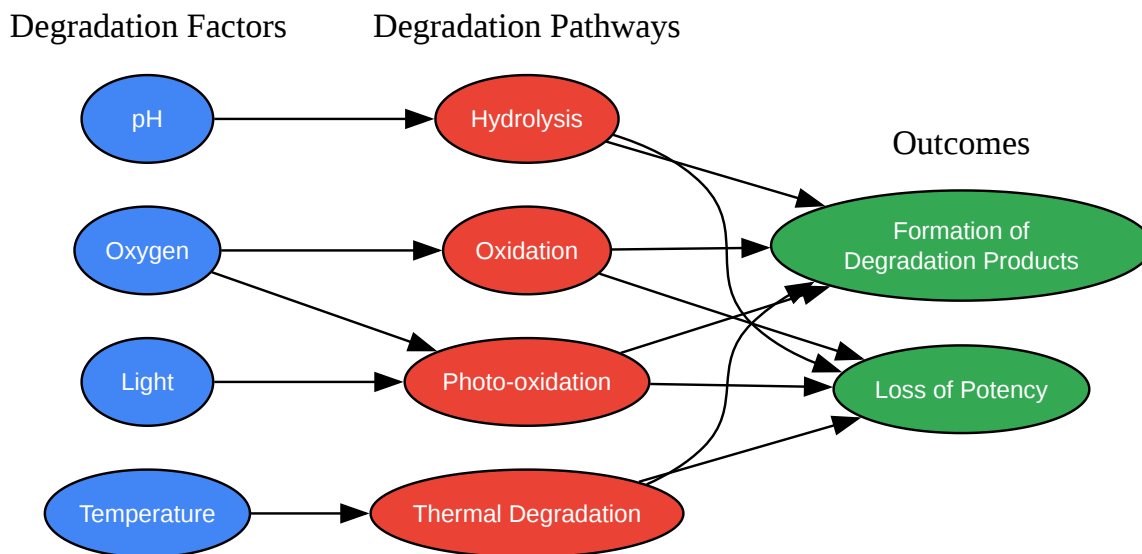 Degradation Factors
Degradation Pathways
Outcomes
pH
Hydrolysis
Oxygen
Oxidation
Formation of
Degradation Products
Light
Photo-oxidation
Loss of Potency
Temperature
Thermal Degradation